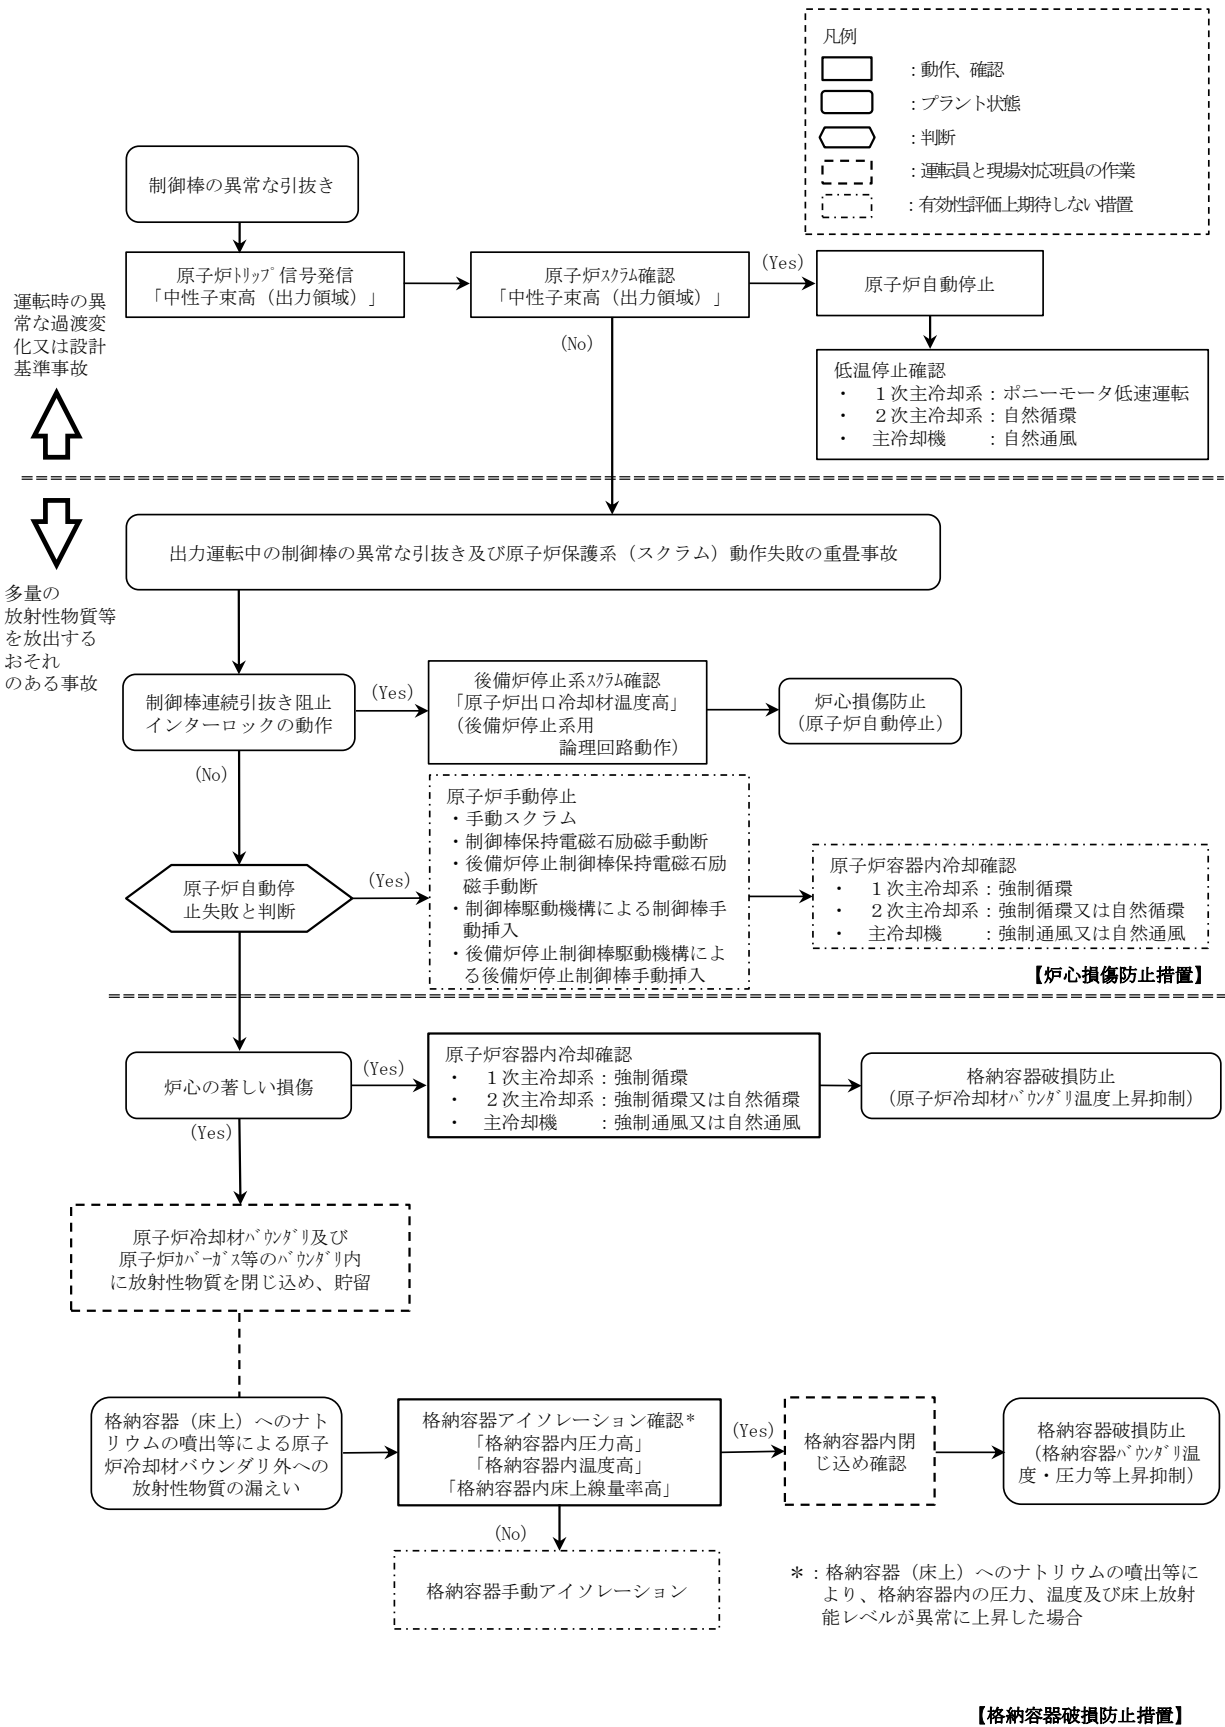 凡例
：動作、確認
：プラント状態
：判断
：運転員と現場対応班員の作業
：有効性評価上期待しない措置
制御棒の異常な引抜き
原子炉ﾄﾘｯﾌﾟ信号発信
「中性子束高（出力領域）」
原子炉ｽｸﾗﾑ確認
「中性子束高（出力領域）」
(Yes)
原子炉自動停止
(No)
低温停止確認
・　１次主冷却系：ポニーモータ低速運転
・　２次主冷却系：自然循環
・　主冷却機　　：自然通風
運転時の異
常な過渡変
化又は設計
基準事故
多量の
放射性物質等
を放出する
おそれ
のある事故
出力運転中の制御棒の異常な引抜き及び原子炉保護系（スクラム）動作失敗の重畳事故
制御棒連続引抜き阻止
インターロックの動作
(Yes)
後備炉停止系ｽｸﾗﾑ確認
「原子炉出口冷却材温度高」
（後備炉停止系用
論理回路動作）
炉心損傷防止
（原子炉自動停止）
(No)
原子炉自動停
止失敗と判断
(Yes)
原子炉手動停止
・手動スクラム
・制御棒保持電磁石励磁手動断
・後備炉停止制御棒保持電磁石励
磁手動断
・制御棒駆動機構による制御棒手
動挿入
・後備炉停止制御棒駆動機構によ
る後備炉停止制御棒手動挿入
原子炉容器内冷却確認
・　１次主冷却系：強制循環
・　２次主冷却系：強制循環又は自然循環
・　主冷却機　　：強制通風又は自然通風
【炉心損傷防止措置】
炉心の著しい損傷
(Yes)
原子炉容器内冷却確認
・　１次主冷却系：強制循環
・　２次主冷却系：強制循環又は自然循環
・　主冷却機　　：強制通風又は自然通風
格納容器破損防止
（原子炉冷却材ﾊﾞｳﾝﾀﾞﾘ温度上昇抑制）
(Yes)
原子炉冷却材ﾊﾞｳﾝﾀﾞﾘ及び
原子炉ｶﾊﾞｰｶﾞｽ等のﾊﾞｳﾝﾀﾞﾘ内
に放射性物質を閉じ込め、貯留
格納容器（床上）へのナト
リウムの噴出等による原子
炉冷却材バウンダリ外への
放射性物質の漏えい
格納容器アイソレーション確認*
「格納容器内圧力高」
「格納容器内温度高」
「格納容器内床上線量率高」
(Yes)
格納容器内閉
じ込め確認
格納容器破損防止
（格納容器ﾊﾞｳﾝﾀﾞﾘ温
度・圧力等上昇抑制）
(No)
格納容器手動アイソレーション
＊：格納容器（床上）へのナトリウムの噴出等に
より、格納容器内の圧力、温度及び床上放射
能レベルが異常に上昇した場合
【格納容器破損防止措置】